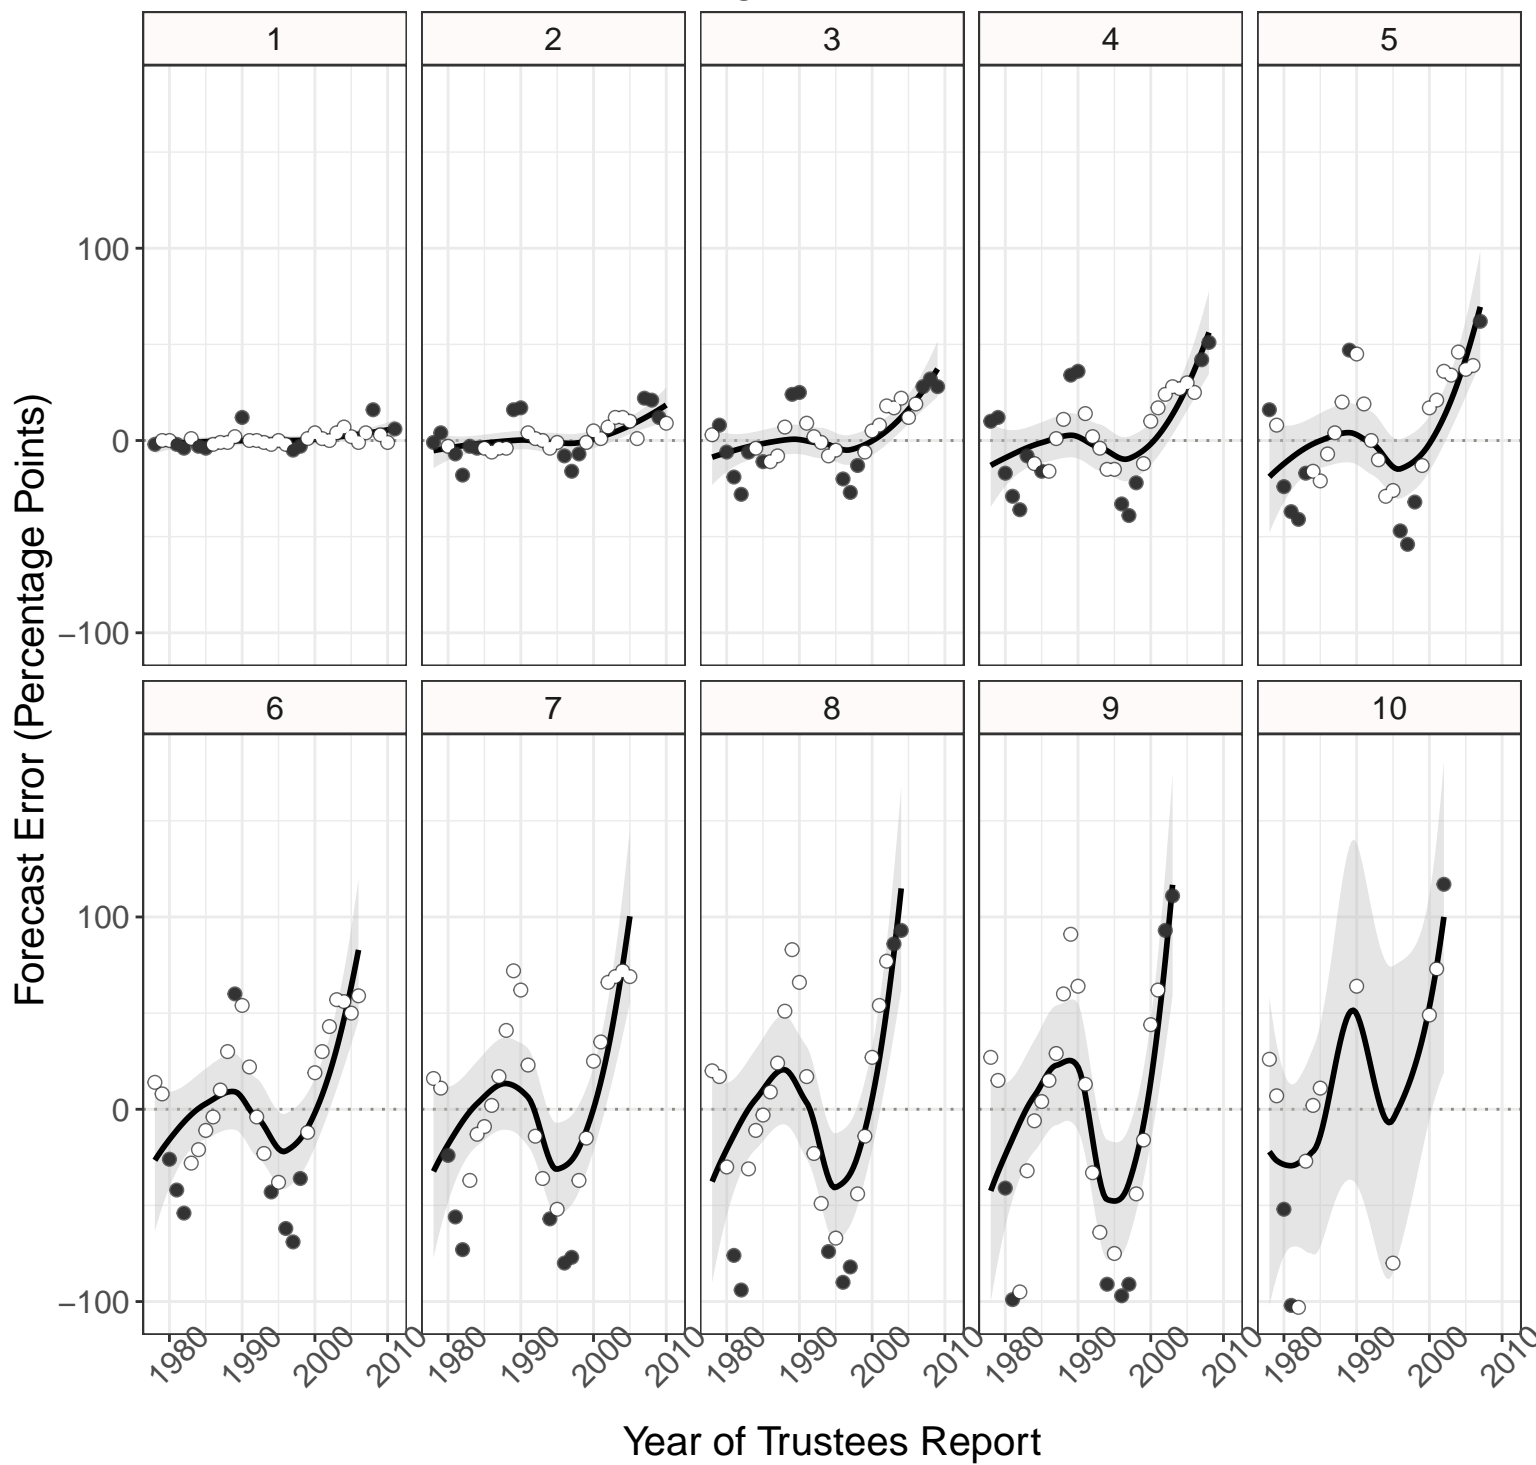 1 2 3 4 5
100
0
−100
6 7 8 9 10
100
0
−100
1980 1990 2000 2010 1980 1990 2000 2010 1980 1990 2000 2010 1980 1990 2000 2010 1980 1990 2000 2010
Year of Trustees Report
Forecast Error (Percentage Points)